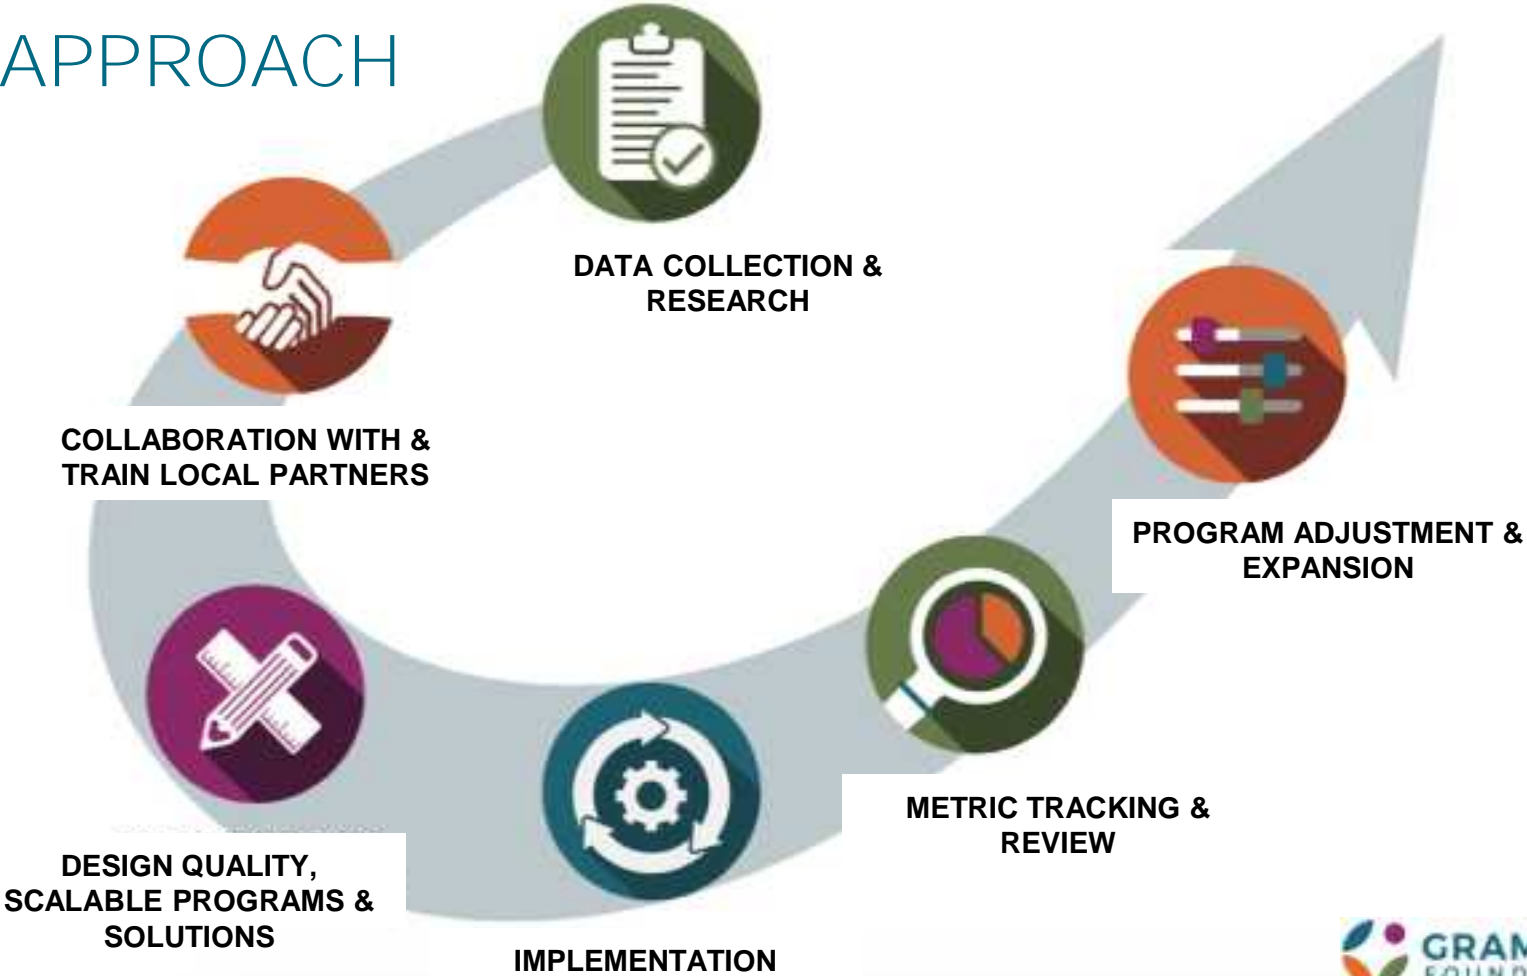 APPROACH
DATA COLLECTION &
RESEARCH
COLLABORATION WITH &
TRAIN LOCAL PARTNERS
PROGRAM ADJUSTMENT &
EXPANSION
METRIC TRACKING &
REVIEW
DESIGN QUALITY,
SCALABLE PROGRAMS &
SOLUTIONS
IMPLEMENTATION